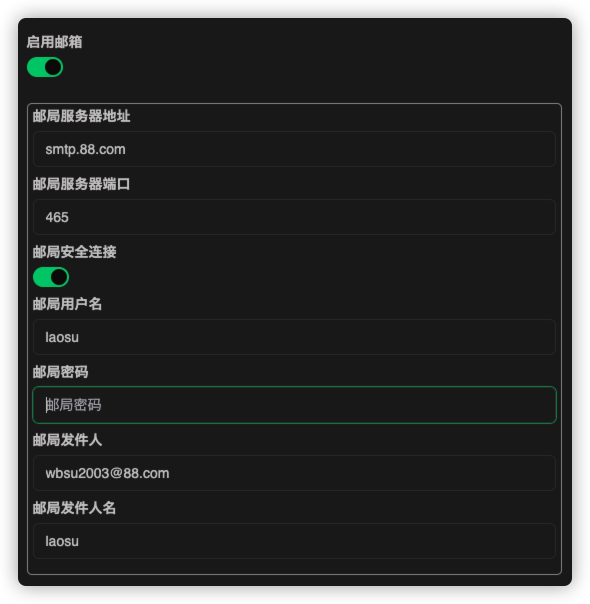 启用邮箱
邮局服务器地址
smtp.88.com
邮局服务器端口
465
邮局安全连接
邮局用户名
laosu
邮局密码
邮局密码
邮局发件人
wbsu2003@88.com
邮局发件人名
laosu